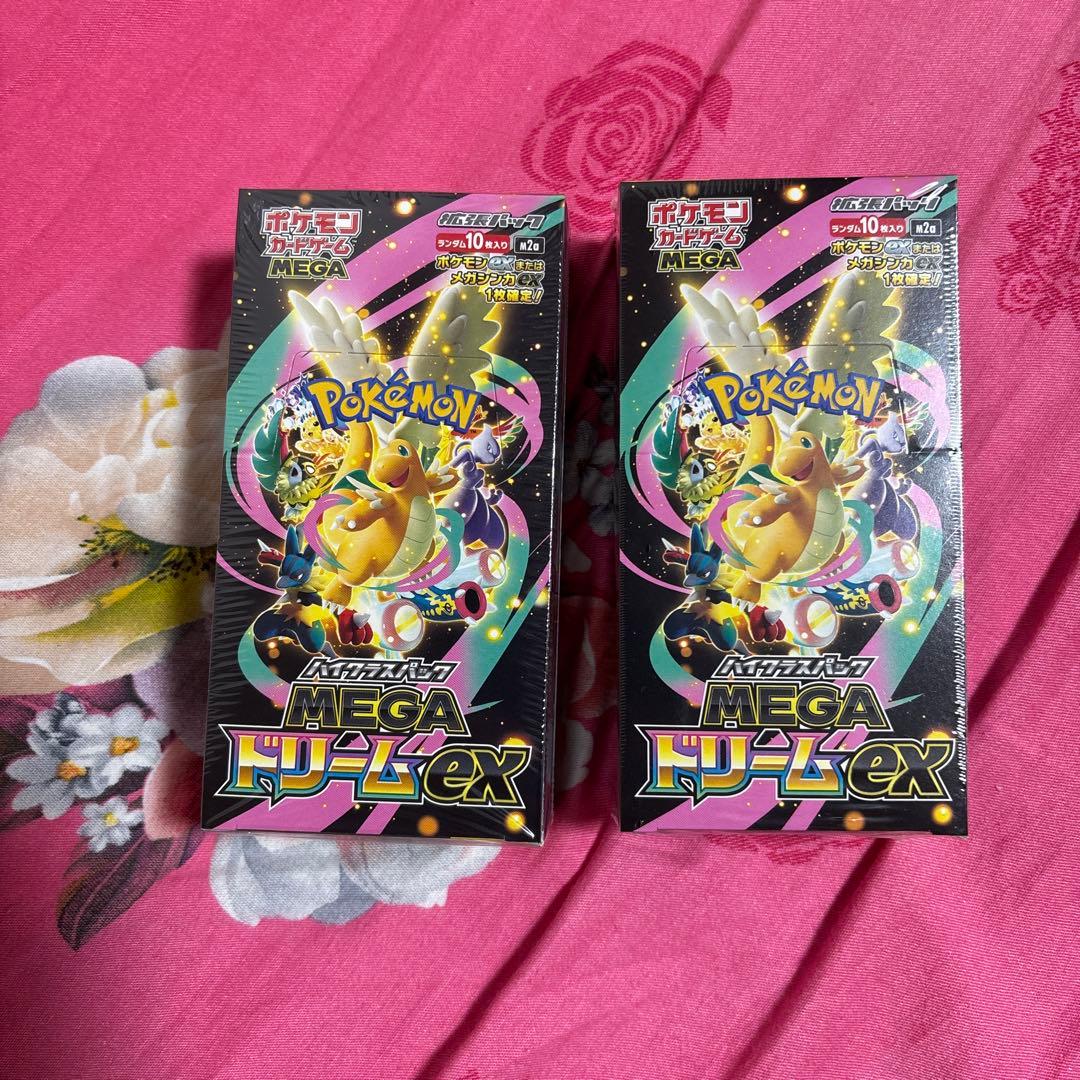 ポケモン
カードゲーム
MEGA
拡張パック
ランダム10枚入り M2a
ポケモンexまたは
メガシンカex
1枚確定!
POKÉMON
ハイクラスパック
MEGA
ドリームex
ポケモン
カードゲーム
MEGA
拡張パック
ランダム10枚入り M2a
ポケモンexまたは
メガシンカex
1枚確定!
POKÉMON
ハイクラスパック
MEGA
ドリームex